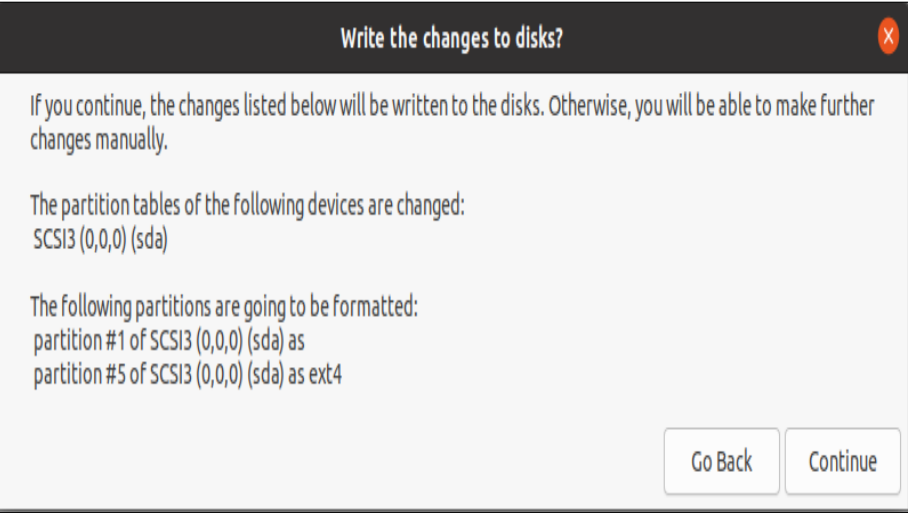 Write the changes to disks?
If you continue, the changes listed below will be written to the disks. Otherwise, you will be able to make further
changes manually.
The partition tables of the following devices are changed:
SCSI3 (0,0,0) (sda)
The following partitions are going to be formatted:
partition #1 of SCSI3 (0,0,0) (sda) as
partition #5 of SCSI3 (0,0,0) (sda) as ext4
Go Back Continue